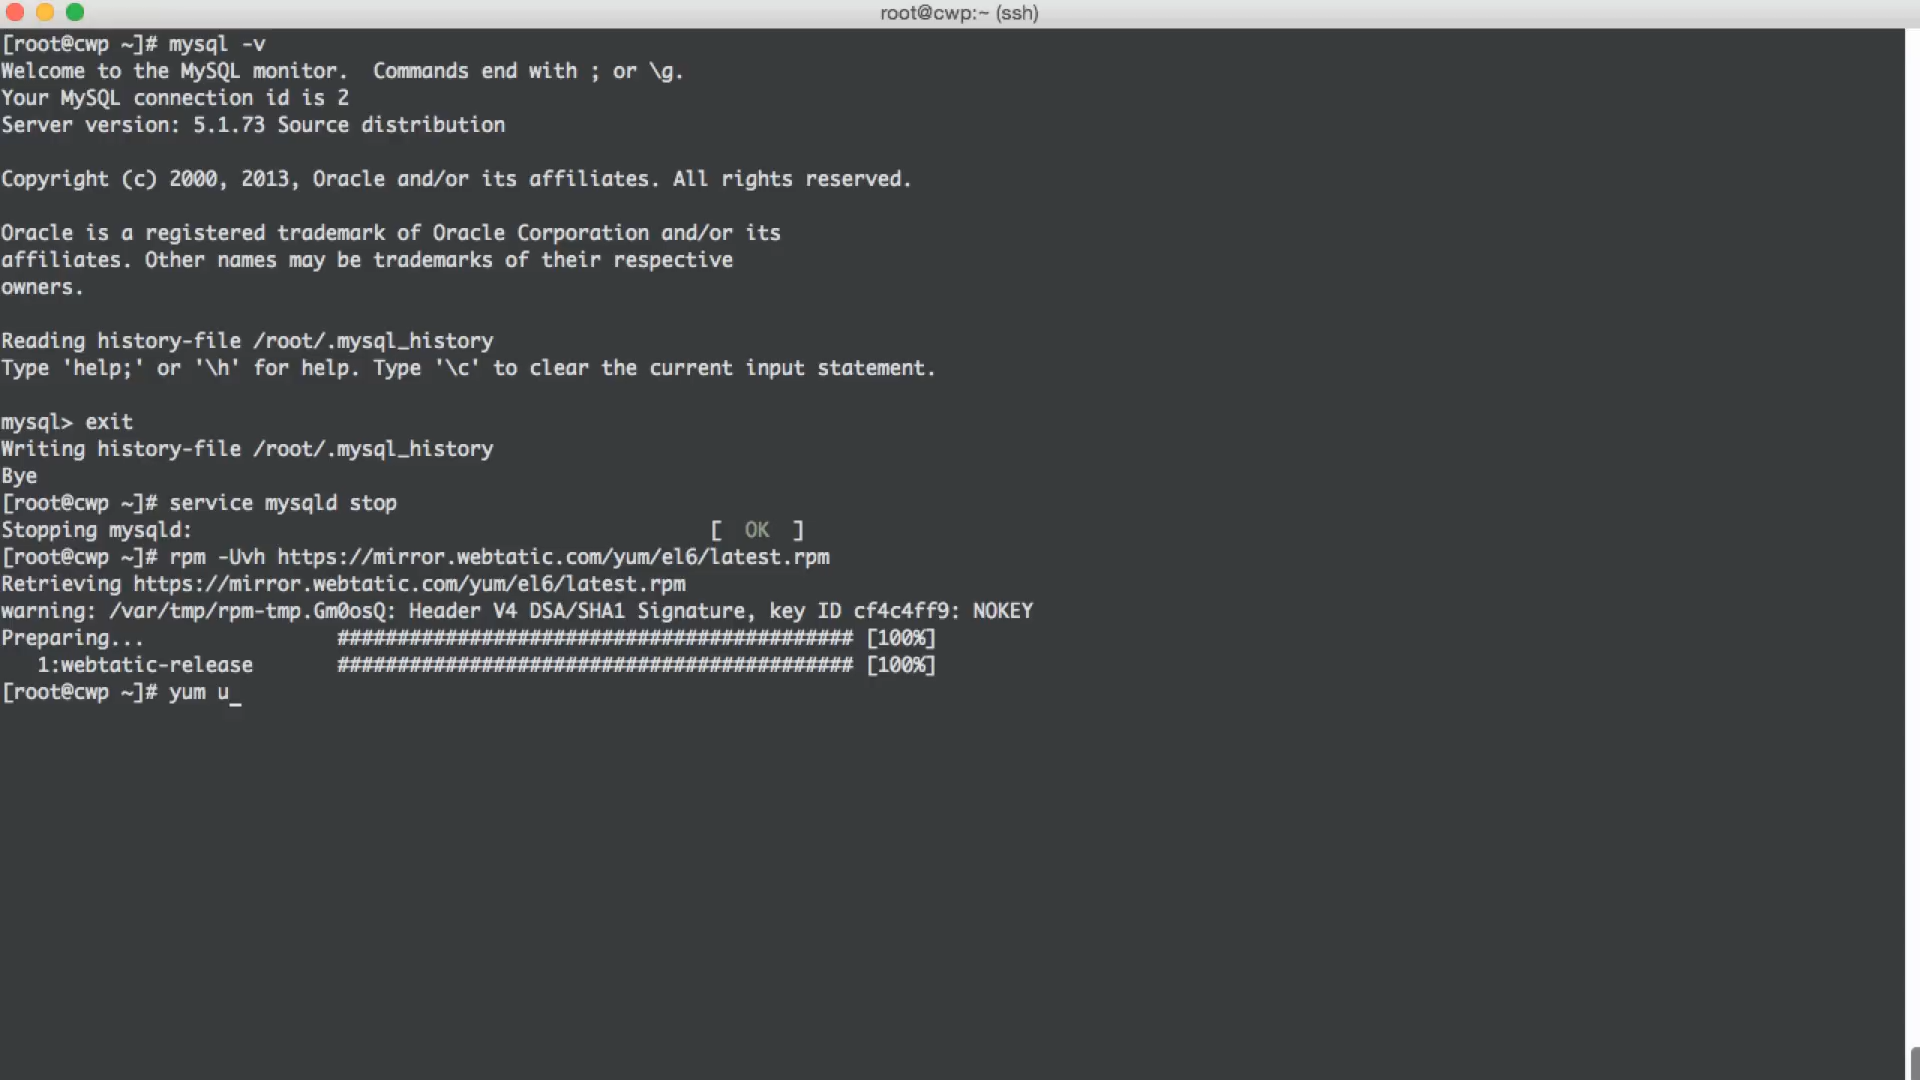 root@cwp:~ (ssh)
[root@cwp ~]# mysql -v
Welcome to the MySQL monitor.  Commands end with ; or \g.
Your MySQL connection id is 2
Server version: 5.1.73 Source distribution
Copyright (c) 2000, 2013, Oracle and/or its affiliates. All rights reserved.
Oracle is a registered trademark of Oracle Corporation and/or its
affiliates. Other names may be trademarks of their respective
owners.
Reading history-file /root/.mysql_history
Type 'help;' or '\h' for help. Type '\c' to clear the current input statement.
mysql> exit
Writing history-file /root/.mysql_history
Bye
[root@cwp ~]# service mysqld stop
Stopping mysqld:                                           [  OK  ]
[root@cwp ~]# rpm -Uvh https://mirror.webtatic.com/yum/el6/latest.rpm
Retrieving https://mirror.webtatic.com/yum/el6/latest.rpm
warning: /var/tmp/rpm-tmp.Gm0osQ: Header V4 DSA/SHA1 Signature, key ID cf4c4ff9: NOKEY
Preparing...                ########################################### [100%]
   1:webtatic-release       ########################################### [100%]
[root@cwp ~]# yum u_